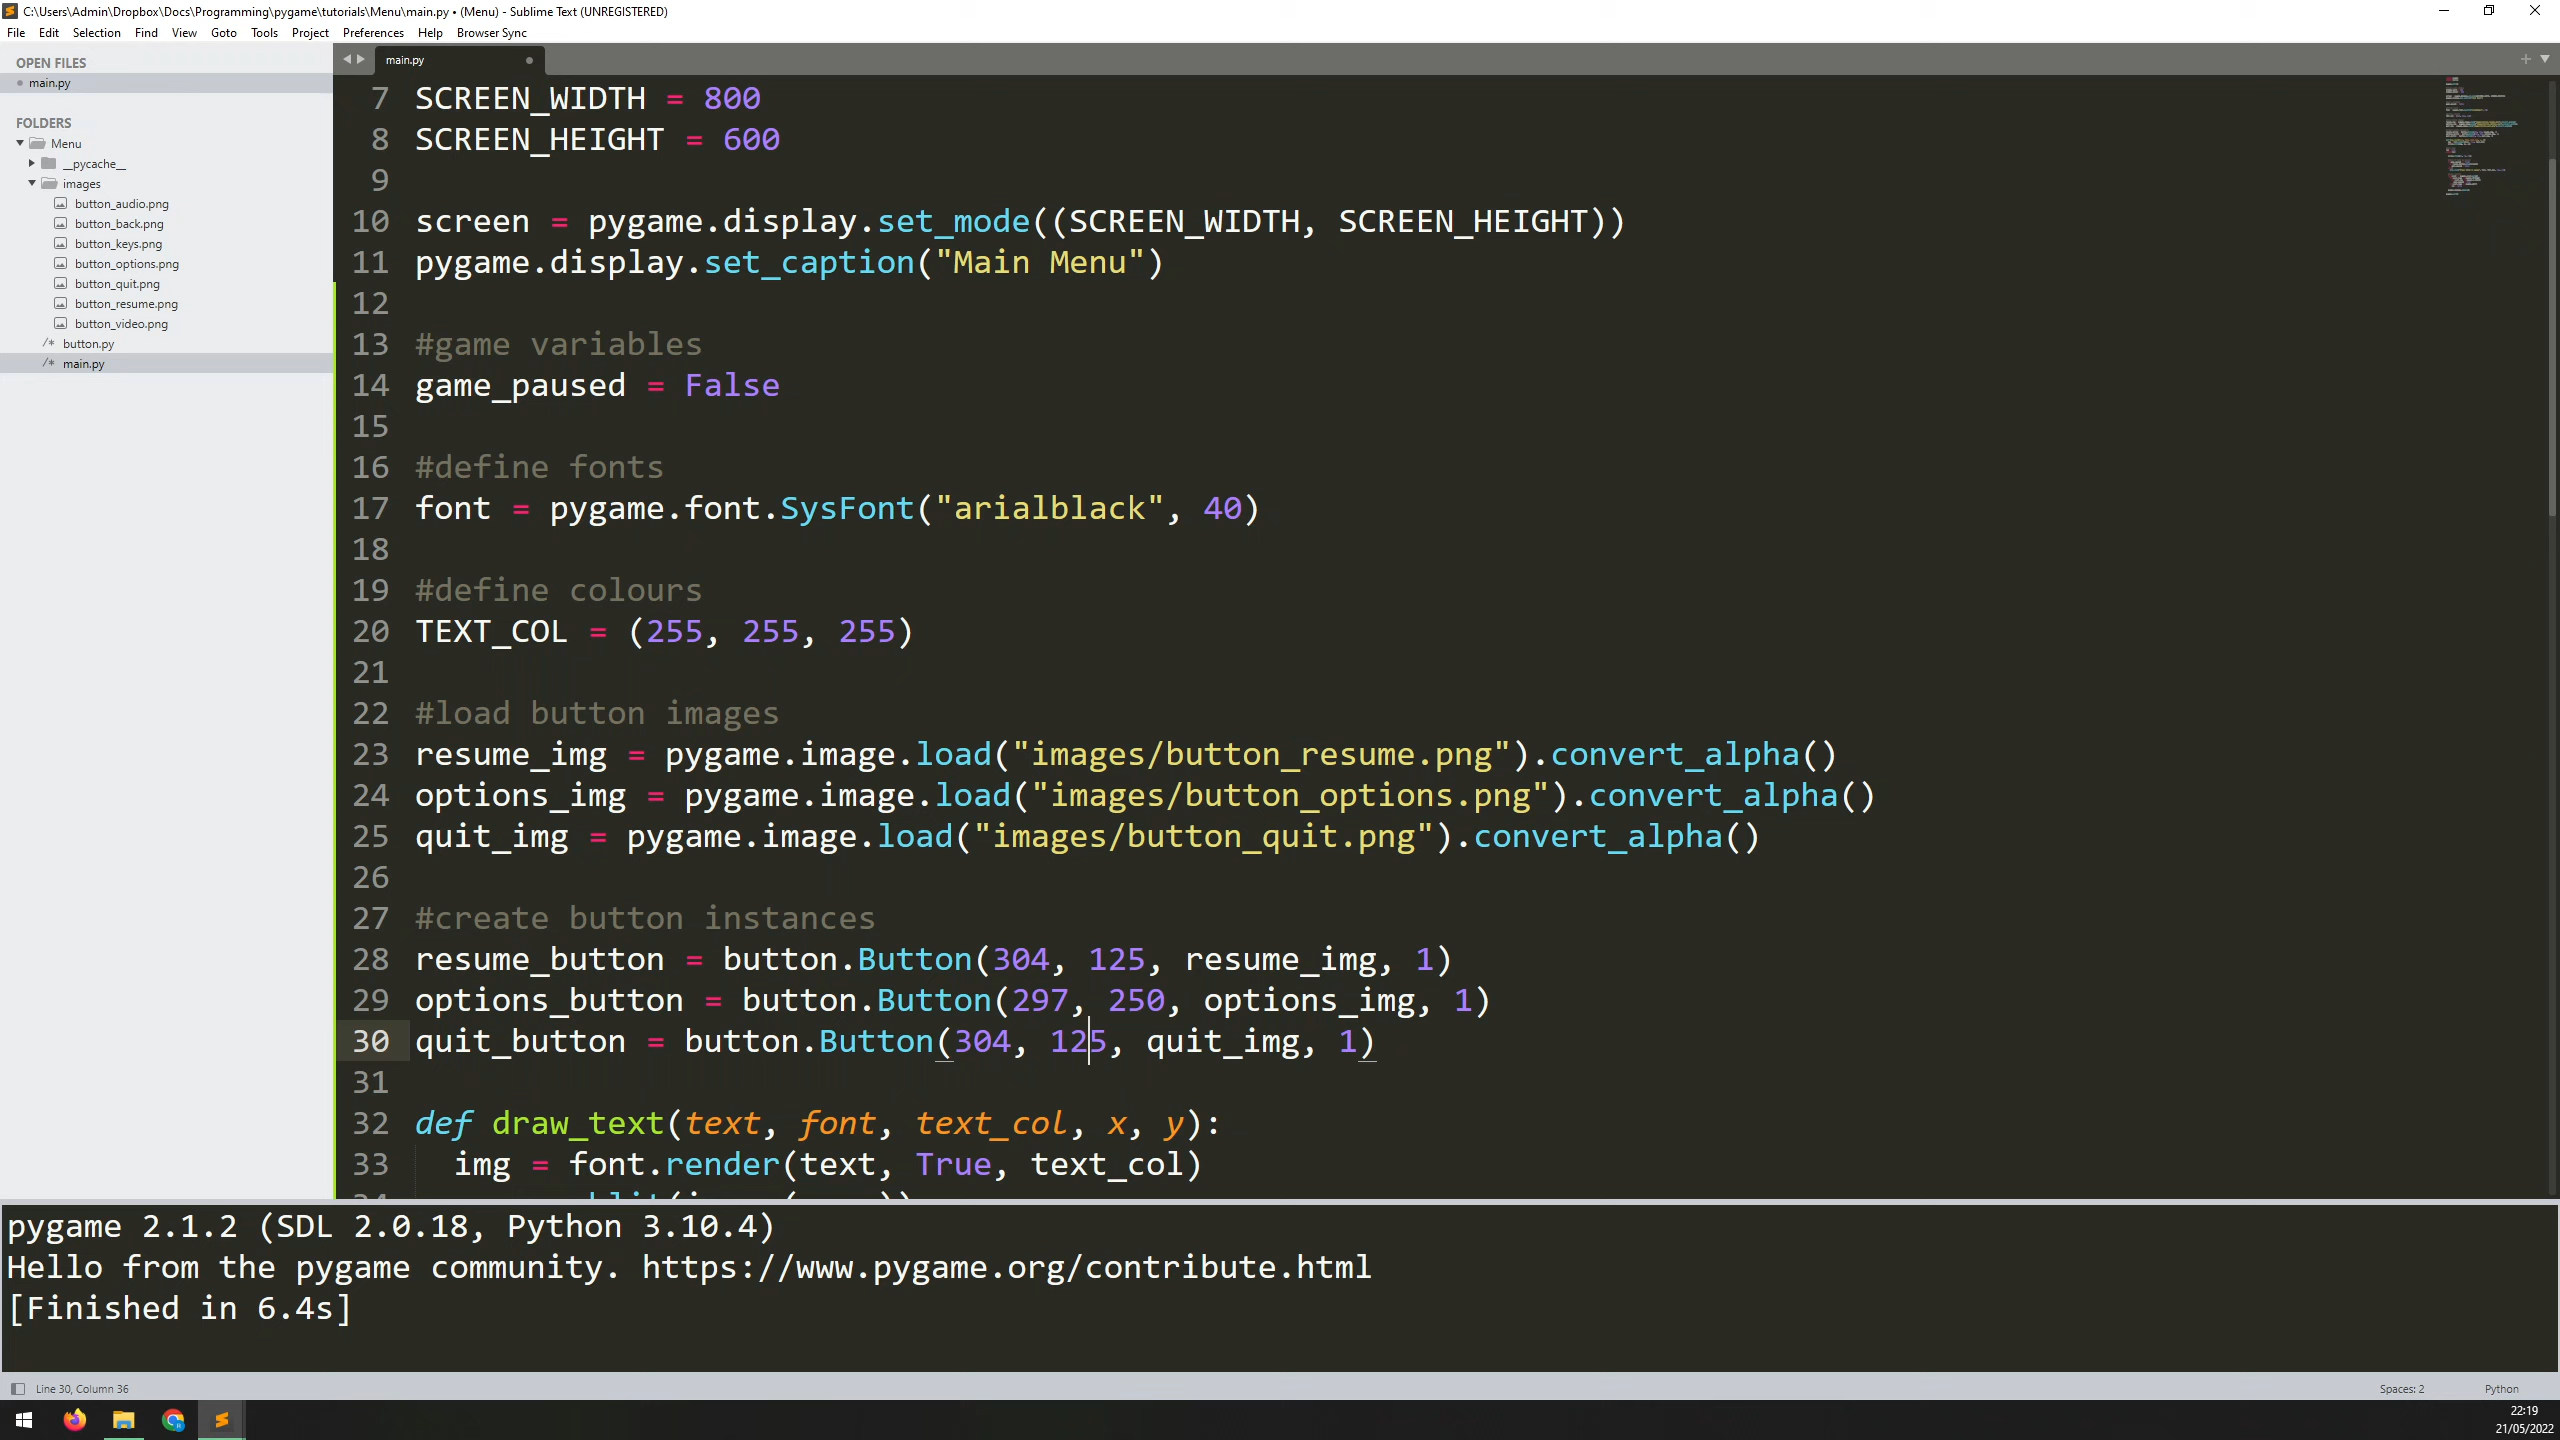 C:\Users\Admin\Dropbox\Docs\Programming\pygame\tutorials\Menu\main.py • (Menu) - Sublime Text (UNREGISTERED)
File Edit Selection Find View Goto Tools Project Preferences Help Browser Sync
OPEN FILES
main.py
FOLDERS
Menu
__pycache__
images
button_audio.png
button_back.png
button_keys.png
button_options.png
button_quit.png
button_resume.png
button_video.png
/* button.py
/* main.py
main.py
7 SCREEN_WIDTH = 800
8 SCREEN_HEIGHT = 600
9
10 screen = pygame.display.set_mode((SCREEN_WIDTH, SCREEN_HEIGHT))
11 pygame.display.set_caption("Main Menu")
12
13 #game variables
14 game_paused = False
15
16 #define fonts
17 font = pygame.font.SysFont("arialblack", 40)
18
19 #define colours
20 TEXT_COL = (255, 255, 255)
21
22 #load button images
23 resume_img = pygame.image.load("images/button_resume.png").convert_alpha()
24 options_img = pygame.image.load("images/button_options.png").convert_alpha()
25 quit_img = pygame.image.load("images/button_quit.png").convert_alpha()
26
27 #create button instances
28 resume_button = button.Button(304, 125, resume_img, 1)
29 options_button = button.Button(297, 250, options_img, 1)
30 quit_button = button.Button(304, 125, quit_img, 1)
31
32 def draw_text(text, font, text_col, x, y):
33 img = font.render(text, True, text_col)
pygame 2.1.2 (SDL 2.0.18, Python 3.10.4)
Hello from the pygame community. https://www.pygame.org/contribute.html
[Finished in 6.4s]
Line 30, Column 36
Spaces: 2
Python
22:19
21/05/2022